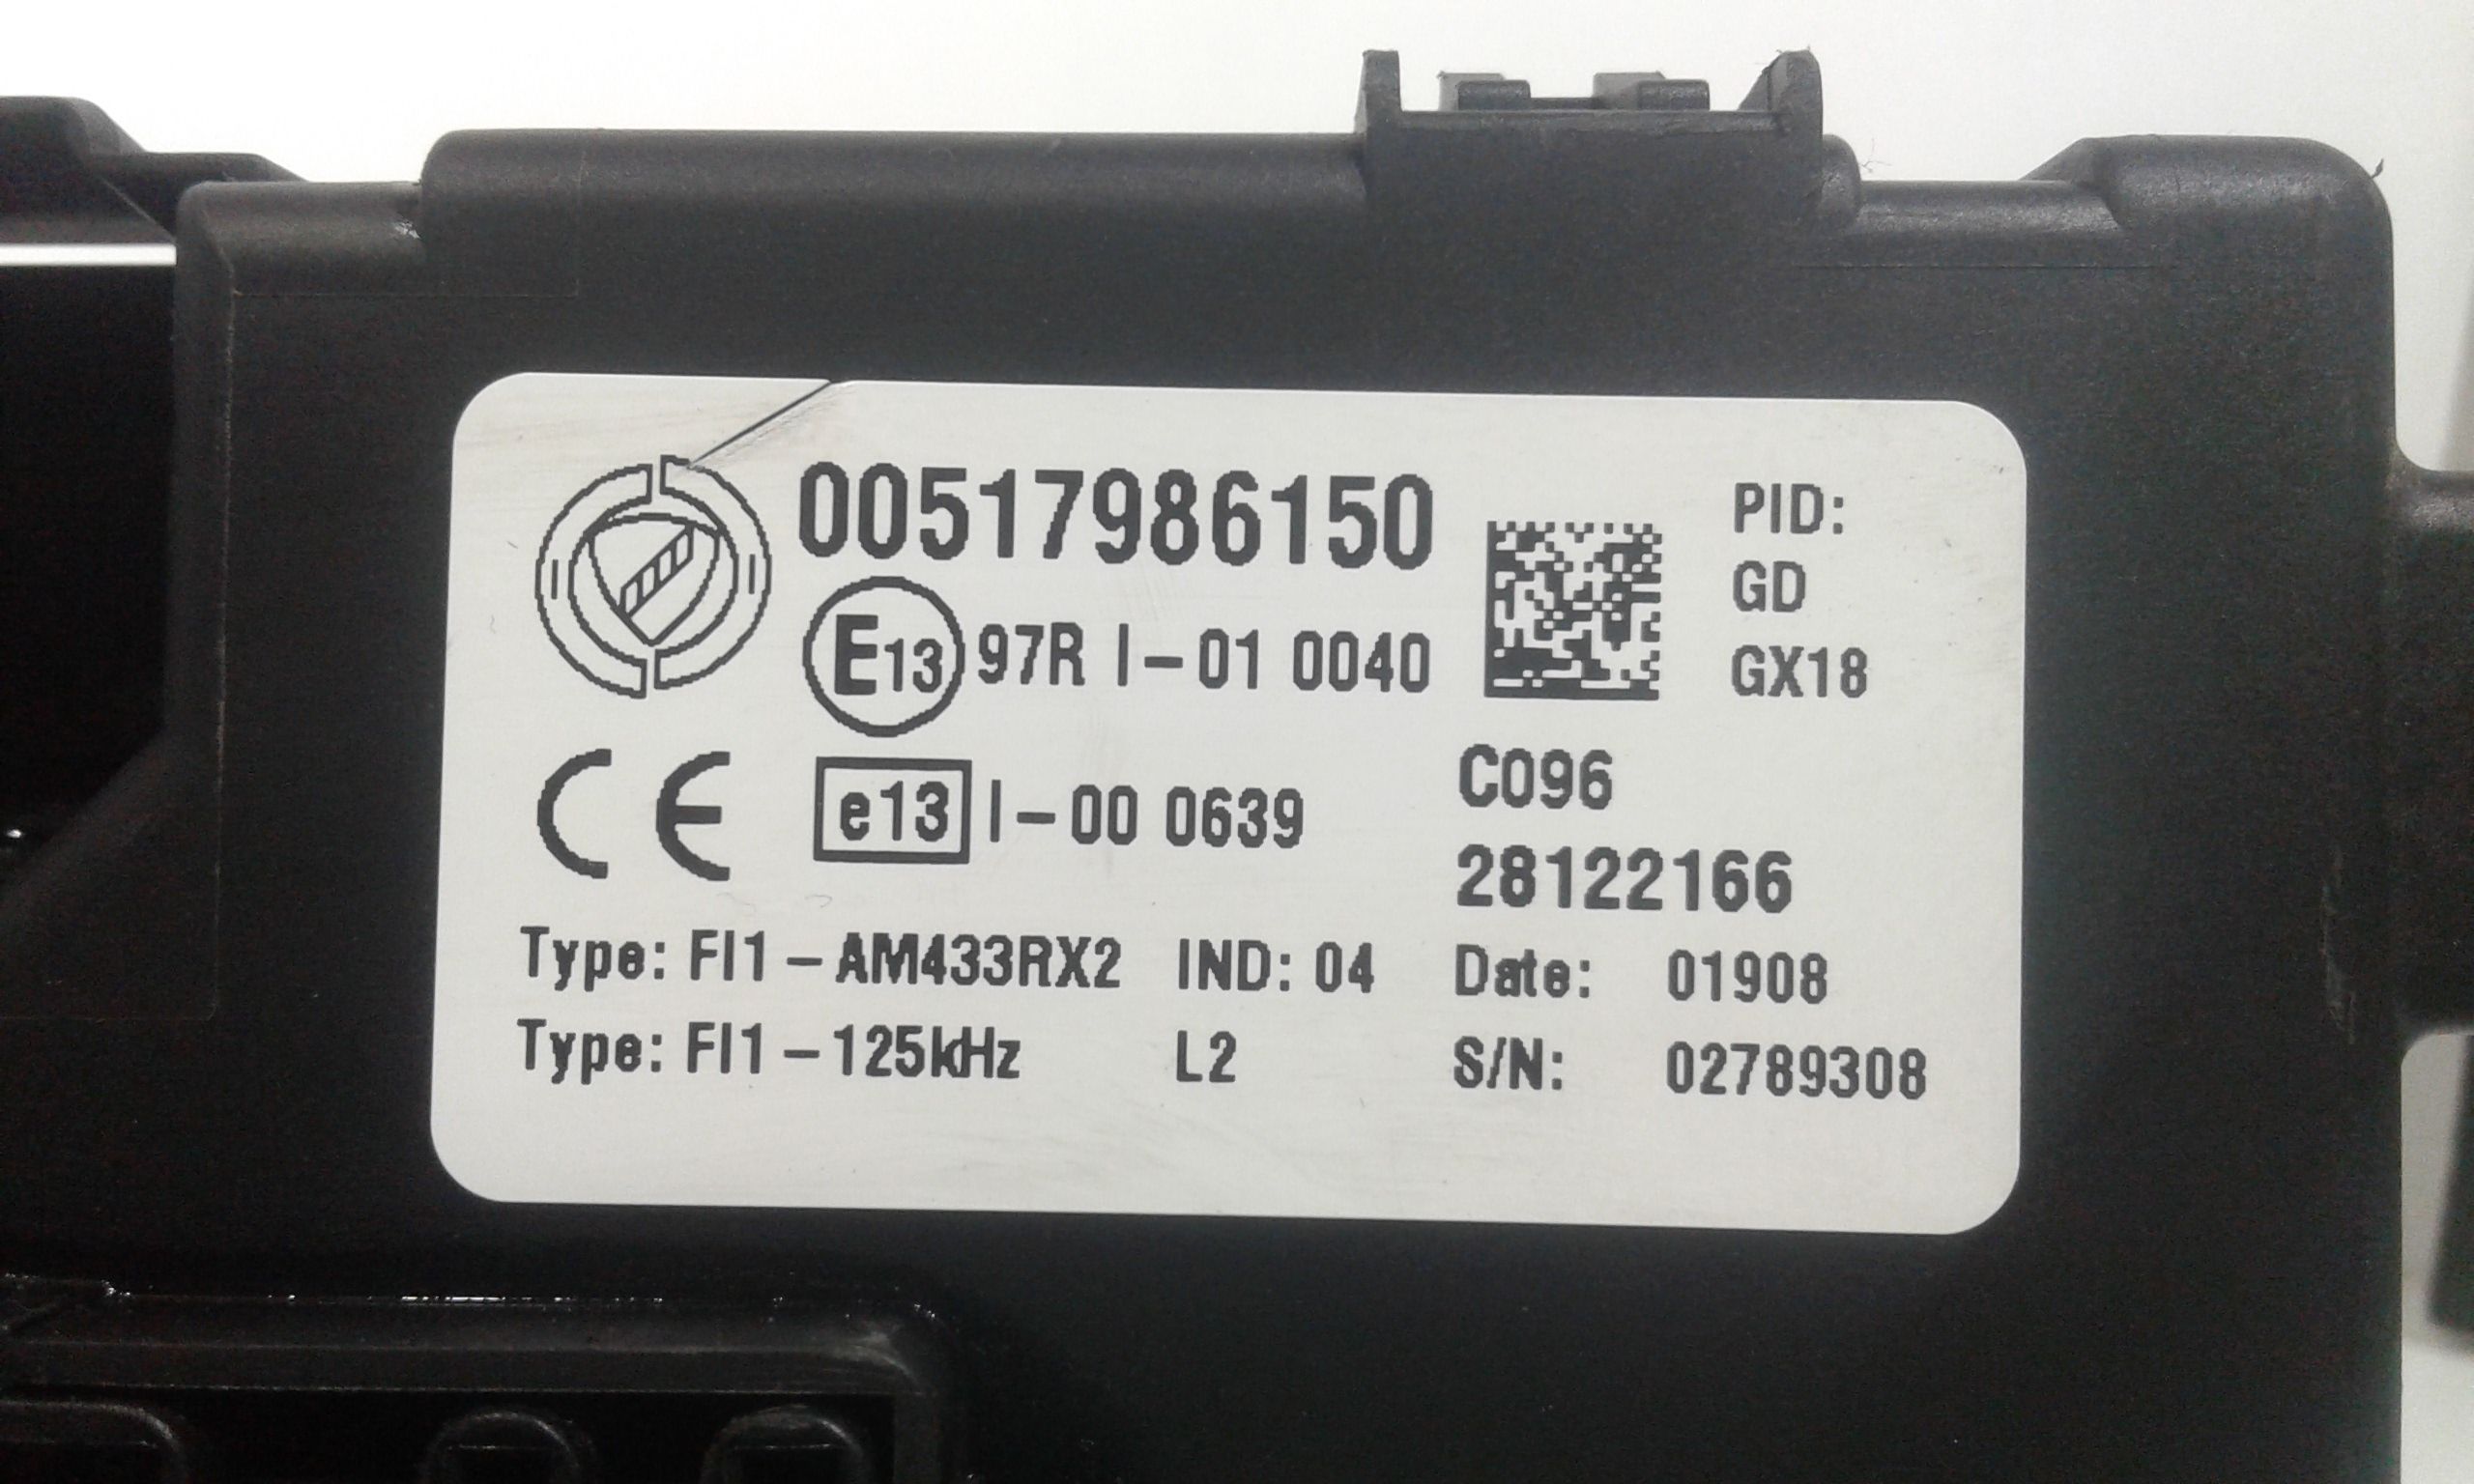 00517986150
PID:
GD
GX18
E13 97R I-01 0040
CE e13 I-00 0639
C096
28122166
Type: FI1-AM433RX2 IND: 04 Date: 01908
Type: FI1-125kHz L2 S/N: 02789308